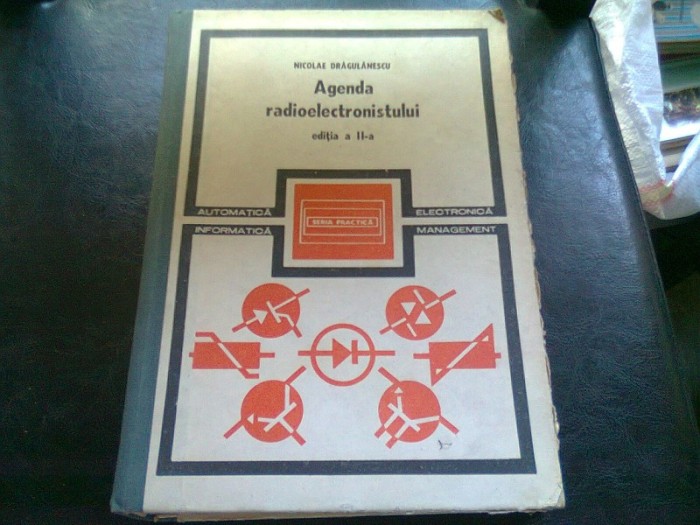 NICOLAE DRĂGULĂNESCU
Agenda
radioelectronistului
ediția a II-a
AUTOMATICĂ
ELECTRONICĂ
SERIA PRACTICĂ
INFORMATICĂ
MANAGEMENT